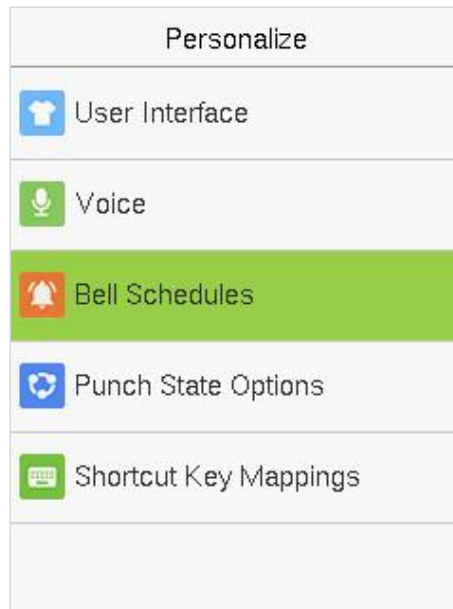 Personalize
User Interface
Voice
Bell Schedules
Punch State Options
Shortcut Key Mappings